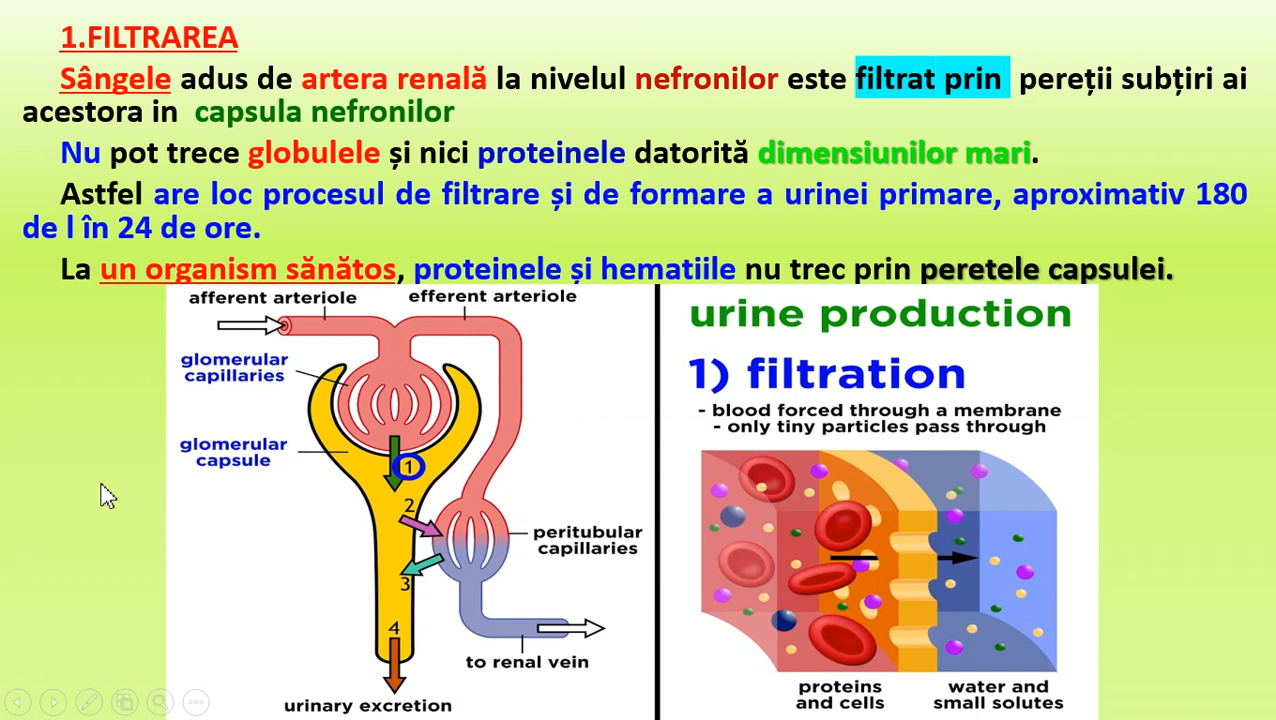 1.FILTRAREA
Sângele adus de artera renală la nivelul nefronilor este filtrat prin pereții subțiri ai
acestora in capsula nefronilor
Nu pot trece globulele și nici proteinele datorită dimensiunilor mari.
Astfel are loc procesul de filtrare și de formare a urinei primare, aproximativ 180
de l în 24 de ore.
La un organism sănătos, proteinele și hematiile nu trec prin peretele capsulei.
afferent arteriole
efferent arteriole
glomerular
capillaries
glomerular
capsule
1
2
3
4
peritubular
capillaries
to renal vein
urinary excretion
urine production
1) filtration
- blood forced through a membrane
- only tiny particles pass through
proteins
and cells
water and
small solutes